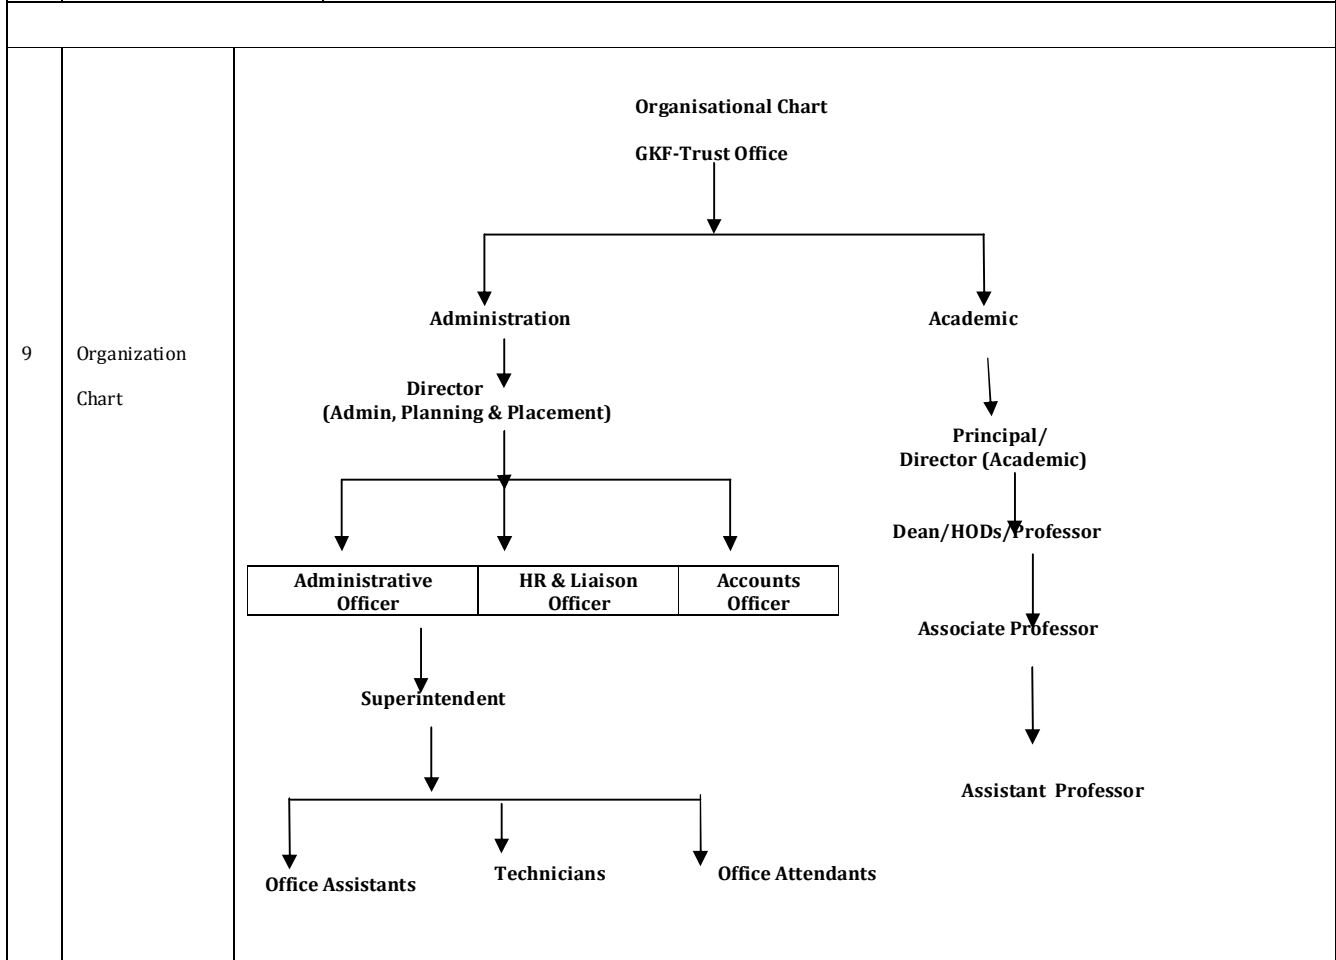 9
Organization
Chart
Organisational Chart
GKF-Trust Office
Administration
Academic
Director
(Admin, Planning & Placement)
Principal/
Director (Academic)
Dean/HODs/Professor
Administrative
Officer
HR & Liaison
Officer
Accounts
Officer
Associate Professor
Superintendent
Assistant Professor
Office Assistants
Technicians
Office Attendants